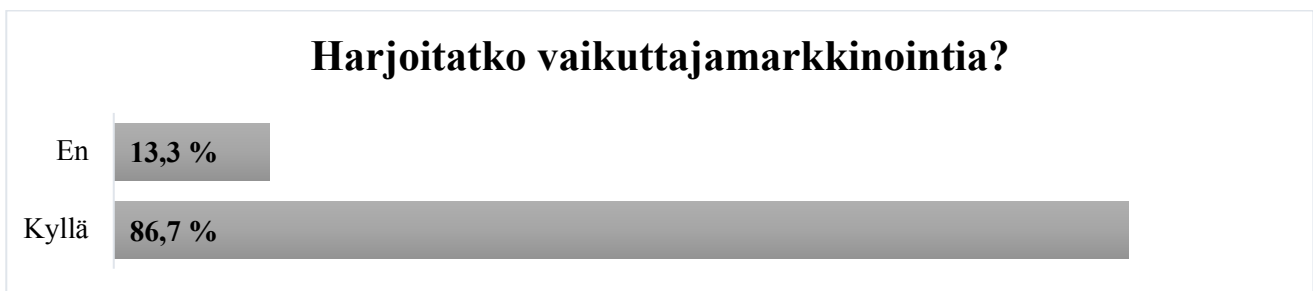 Harjoitatko vaikuttajamarkkinointia?
En 13,3 %
Kyllä 86,7 %